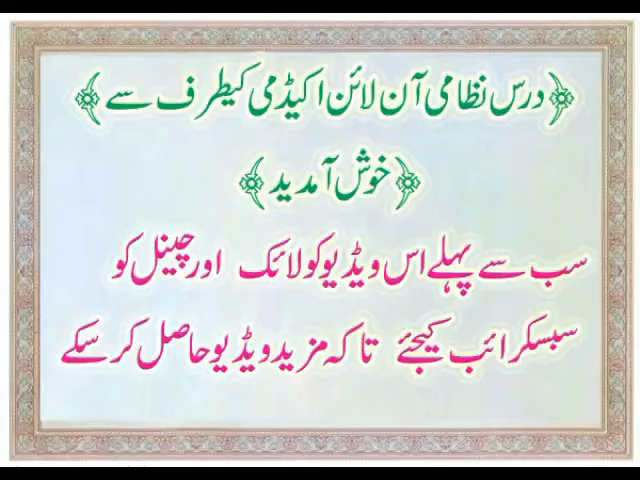 ﴿درس نظامی آن لائن اکیڈمی کیطرف سے﴾
﴿خوش آمدید﴾
سب سے پہلے اس ویڈیو کو لائک اور چینل کو
سبسکرائب کیجئے تاکہ مزید ویڈیو حاصل کر سکے